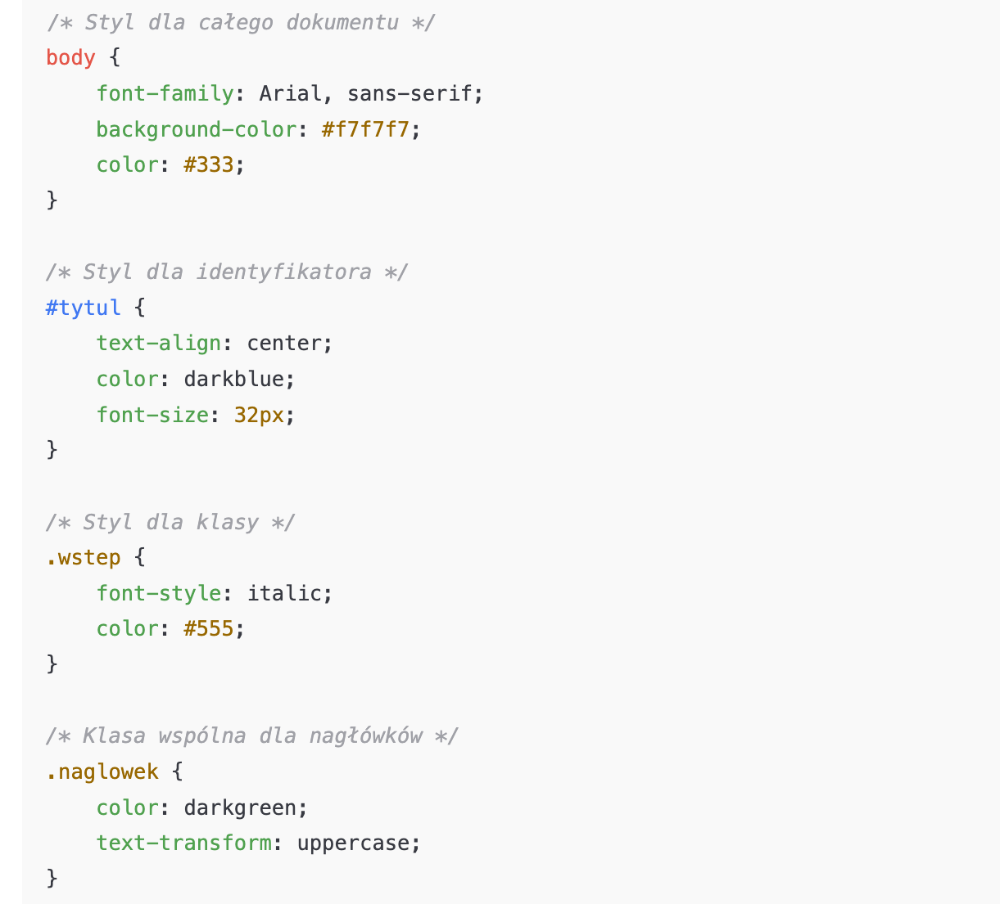 /* Styl dla całego dokumentu */
body {
    font-family: Arial, sans-serif;
    background-color: #f7f7f7;
    color: #333;
}

/* Styl dla identyfikatora */
#tytul {
    text-align: center;
    color: darkblue;
    font-size: 32px;
}

/* Styl dla klasy */
.wstep {
    font-style: italic;
    color: #555;
}

/* Klasa wspólna dla nagłówków */
.naglowek {
    color: darkgreen;
    text-transform: uppercase;
}